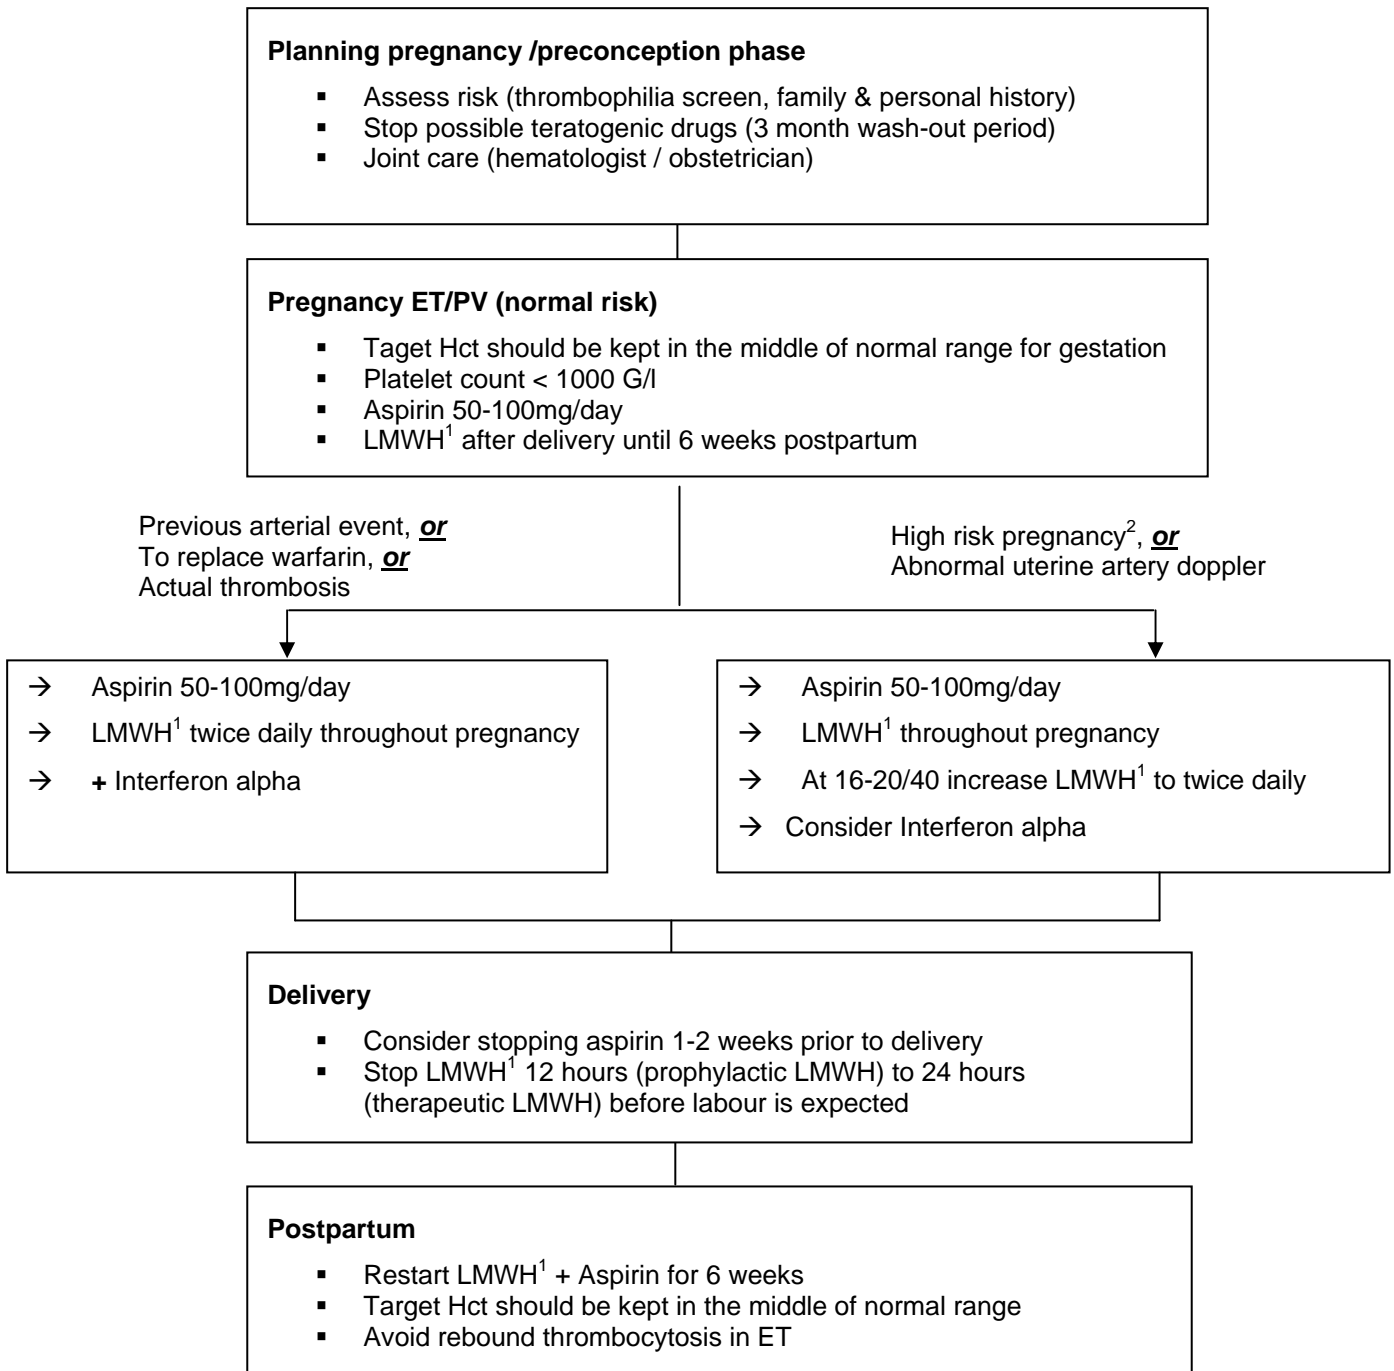 Planning pregnancy /preconception phase
▪ Assess risk (thrombophilia screen, family & personal history)
▪ Stop possible teratogenic drugs (3 month wash-out period)
▪ Joint care (hematologist / obstetrician)
Pregnancy ET/PV (normal risk)
▪ Taget Hct should be kept in the middle of normal range for gestation
▪ Platelet count < 1000 G/l
▪ Aspirin 50-100mg/day
▪ LMWH¹ after delivery until 6 weeks postpartum
Previous arterial event, or
To replace warfarin, or
Actual thrombosis
High risk pregnancy², or
Abnormal uterine artery doppler
→ Aspirin 50-100mg/day
→ LMWH¹ twice daily throughout pregnancy
→ + Interferon alpha
→ Aspirin 50-100mg/day
→ LMWH¹ throughout pregnancy
→ At 16-20/40 increase LMWH¹ to twice daily
→ Consider Interferon alpha
Delivery
▪ Consider stopping aspirin 1-2 weeks prior to delivery
▪ Stop LMWH¹ 12 hours (prophylactic LMWH) to 24 hours
(therapeutic LMWH) before labour is expected
Postpartum
▪ Restart LMWH¹ + Aspirin for 6 weeks
▪ Target Hct should be kept in the middle of normal range
▪ Avoid rebound thrombocytosis in ET